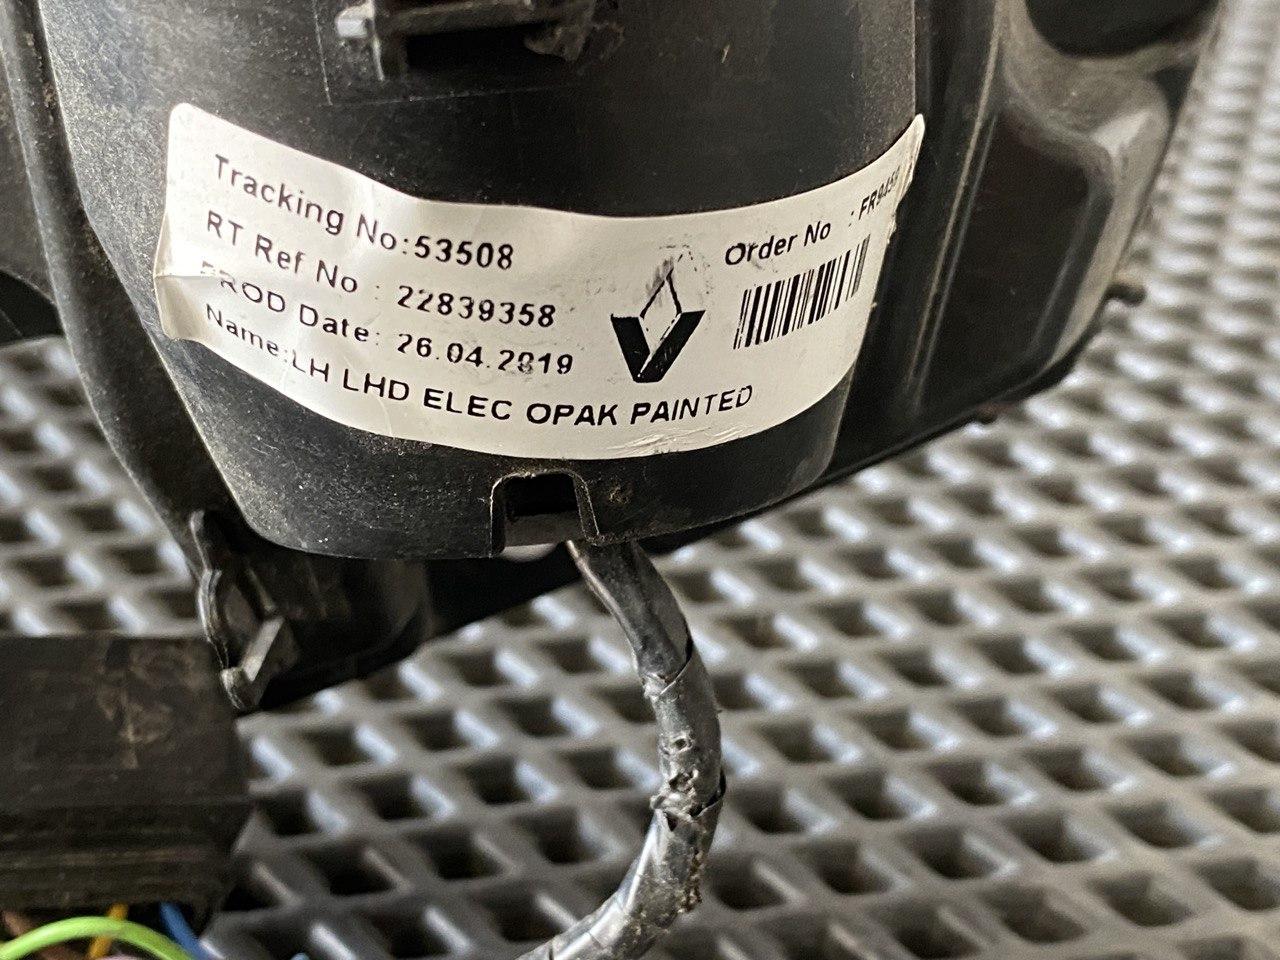 Tracking No:53508
RT Ref No : 22839358
PROD Date: 26.04.2019
Name:LH LHD ELEC OPAK PAINTED
Order No :